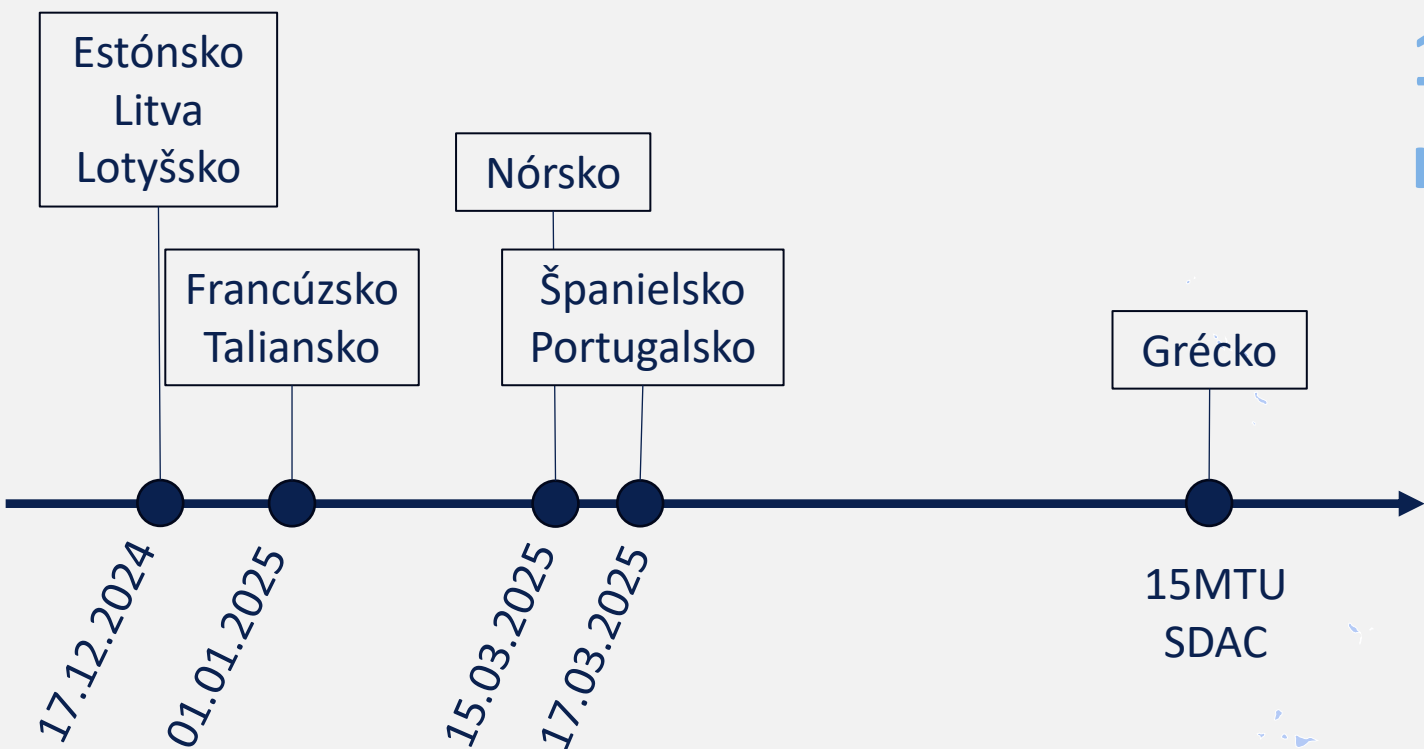 Estónsko
Litva
Lotyšsko
Nórsko
Francúzsko
Taliansko
Španielsko
Portugalsko
Grécko
17.12.2024
01.01.2025
15.03.2025
17.03.2025
15MTU
SDAC